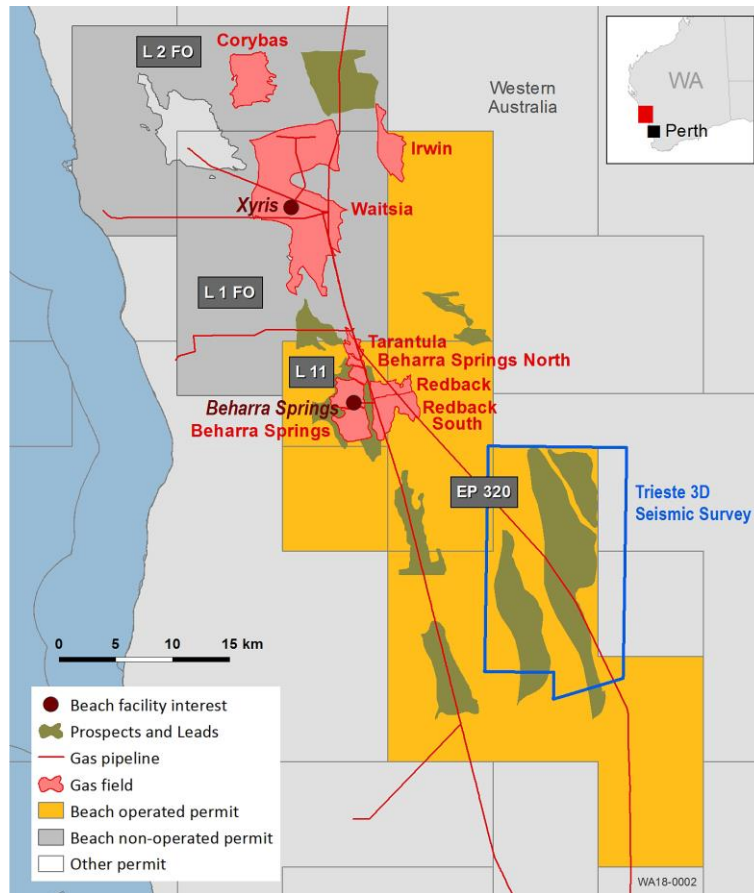 L 2 FO
Corybas
Western
Australia
WA
Perth
Irwin
Xyris
Waitsia
L 1 FO
Tarantula
Beharra Springs North
L 11
Redback
Beharra Springs
Redback
South
Beharra Springs
EP 320
Trieste 3D
Seismic Survey
0 5 10 15 km
Beach facility interest
Prospects and Leads
Gas pipeline
Gas field
Beach operated permit
Beach non-operated permit
Other permit
WA18-0002